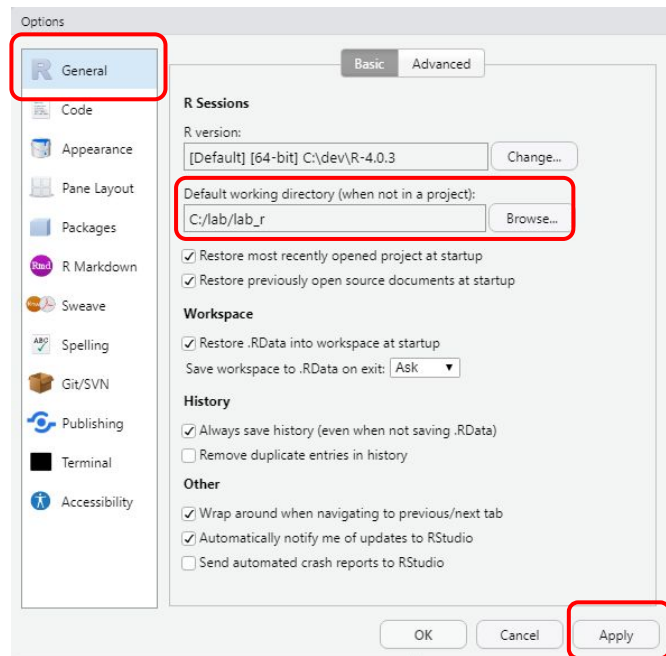 Options
General
Code
Appearance
Pane Layout
Packages
Rmd R Markdown
Sweave
ABC Spelling
Git/SVN
Publishing
Terminal
Accessibility
Basic Advanced
R Sessions
R version:
[Default] [64-bit] C:\dev\R-4.0.3 Change...
Default working directory (when not in a project):
C:/lab/lab_r Browse...
Restore most recently opened project at startup
Restore previously open source documents at startup
Workspace
Restore .RData into workspace at startup
Save workspace to .RData on exit: Ask
History
Always save history (even when not saving .RData)
Remove duplicate entries in history
Other
Wrap around when navigating to previous/next tab
Automatically notify me of updates to RStudio
Send automated crash reports to RStudio
OK Cancel Apply